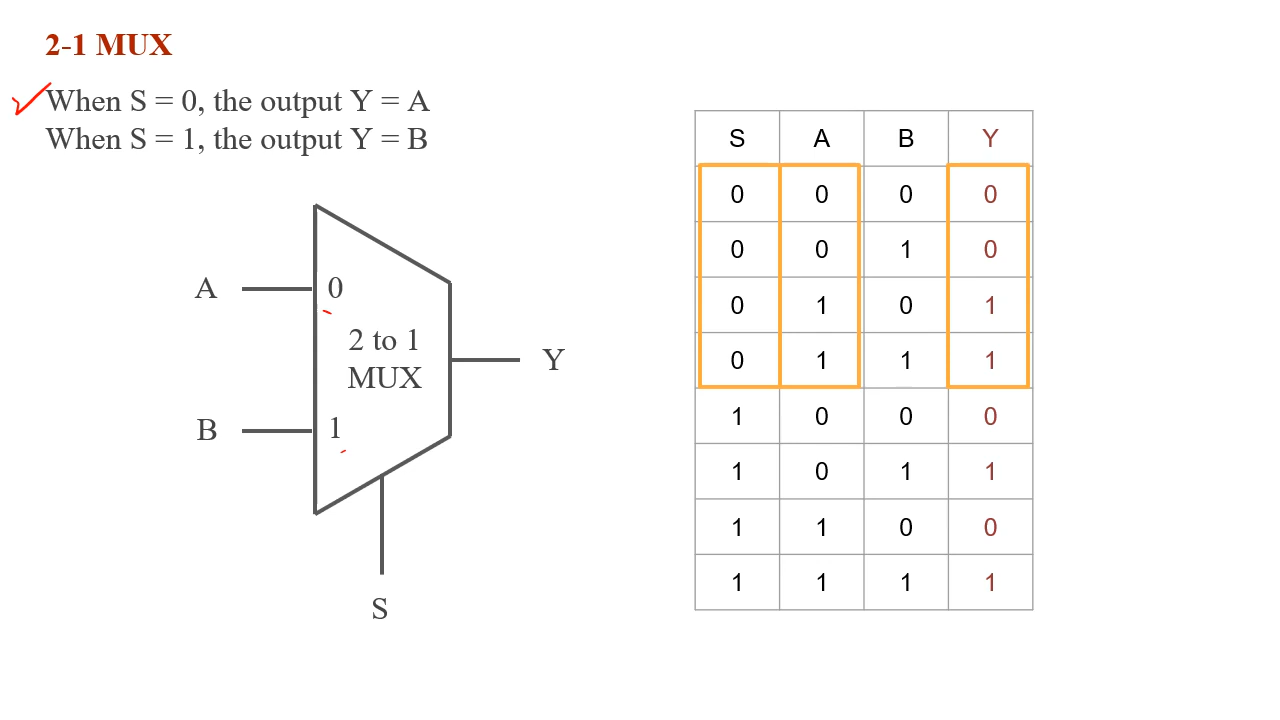 2-1 MUX
When S = 0, the output Y = A
When S = 1, the output Y = B
A
0
2 to 1
MUX
Y
B
1
S
S A B Y
0 0 0 0
0 0 1 0
0 1 0 1
0 1 1 1
1 0 0 0
1 0 1 1
1 1 0 0
1 1 1 1